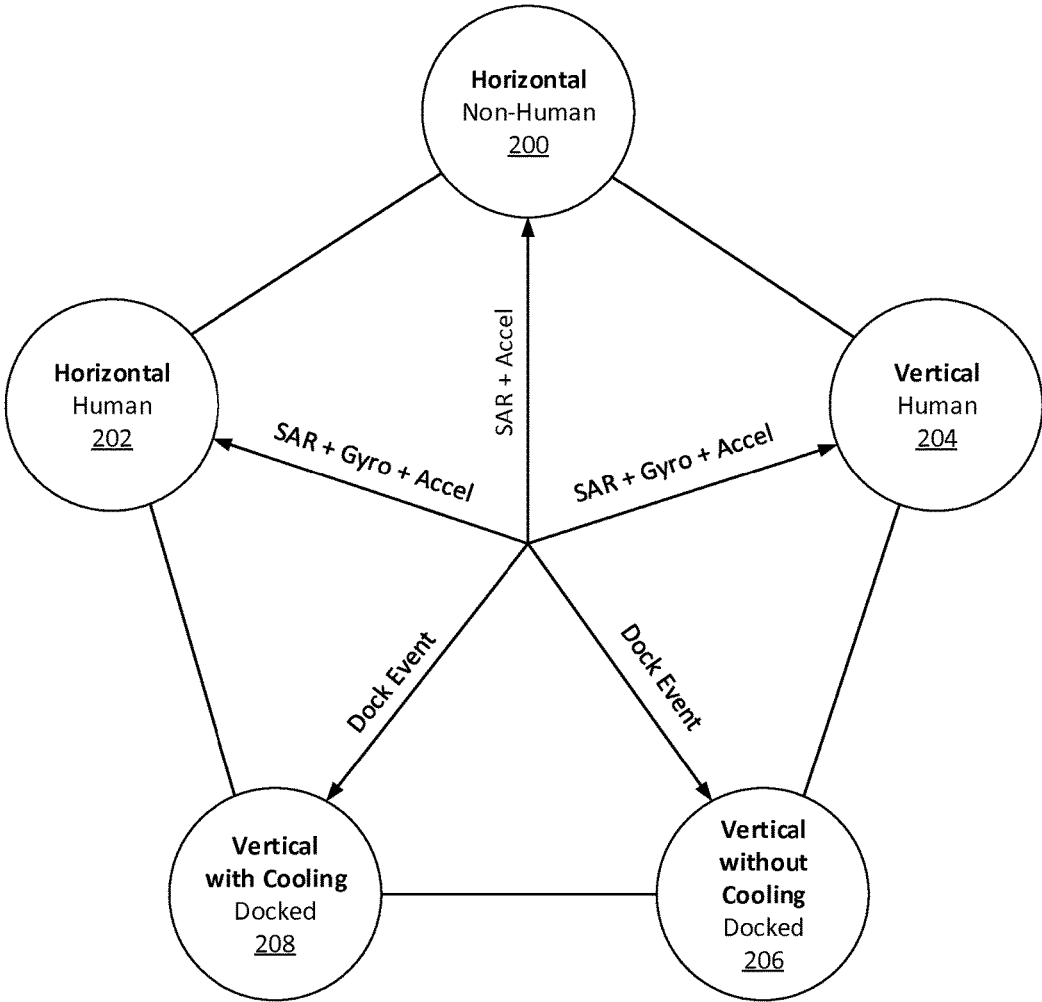 Horizontal
Non-Human
200
SAR + Accel
Horizontal
Human
202
Vertical
Human
204
SAR + Gyro + Accel
SAR + Gyro + Accel
Dock Event
Dock Event
Vertical
with Cooling
Docked
208
Vertical
without
Cooling
Docked
206